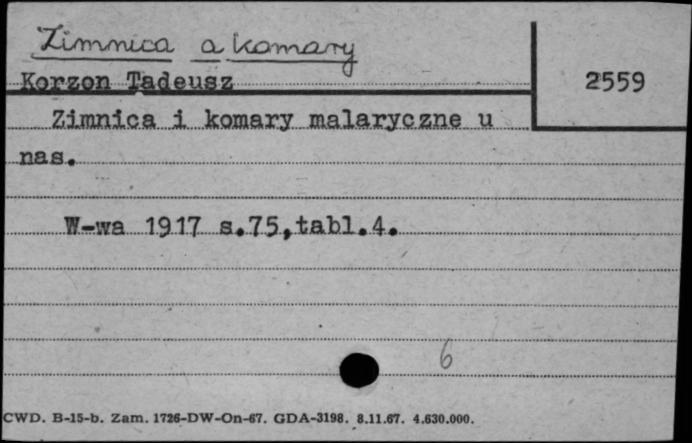 Zimnica a komary
Korzon Tadeusz
2559
Zimnica i komary malaryczne u
nas.
W-wa 1917 s.75,tabl.4.
6
CWD. B-15-b. Zam. 1726-DW-On-67. GDA-3198. 8.11.67. 4.630.000.